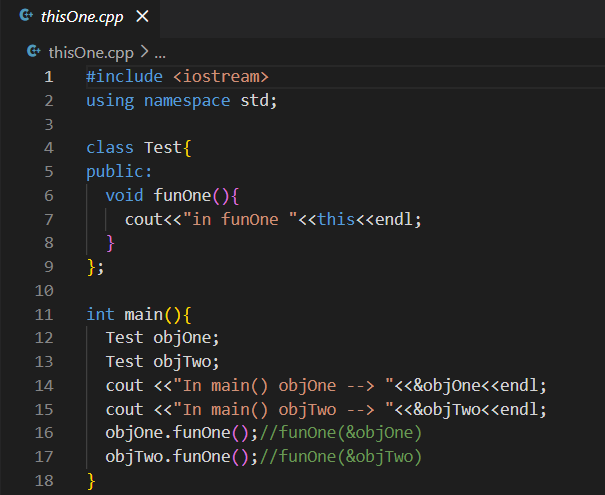 thisOne.cpp ×
thisOne.cpp > ...
1 #include <iostream>
2 using namespace std;
3
4 class Test{
5 public:
6   void funOne(){
7     cout<<"in funOne "<<this<<endl;
8   }
9 };
10
11 int main(){
12   Test objOne;
13   Test objTwo;
14   cout <<"In main() objOne --> "<<&objOne<<endl;
15   cout <<"In main() objTwo --> "<<&objTwo<<endl;
16   objOne.funOne();//funOne(&objOne)
17   objTwo.funOne();//funOne(&objTwo)
18 }